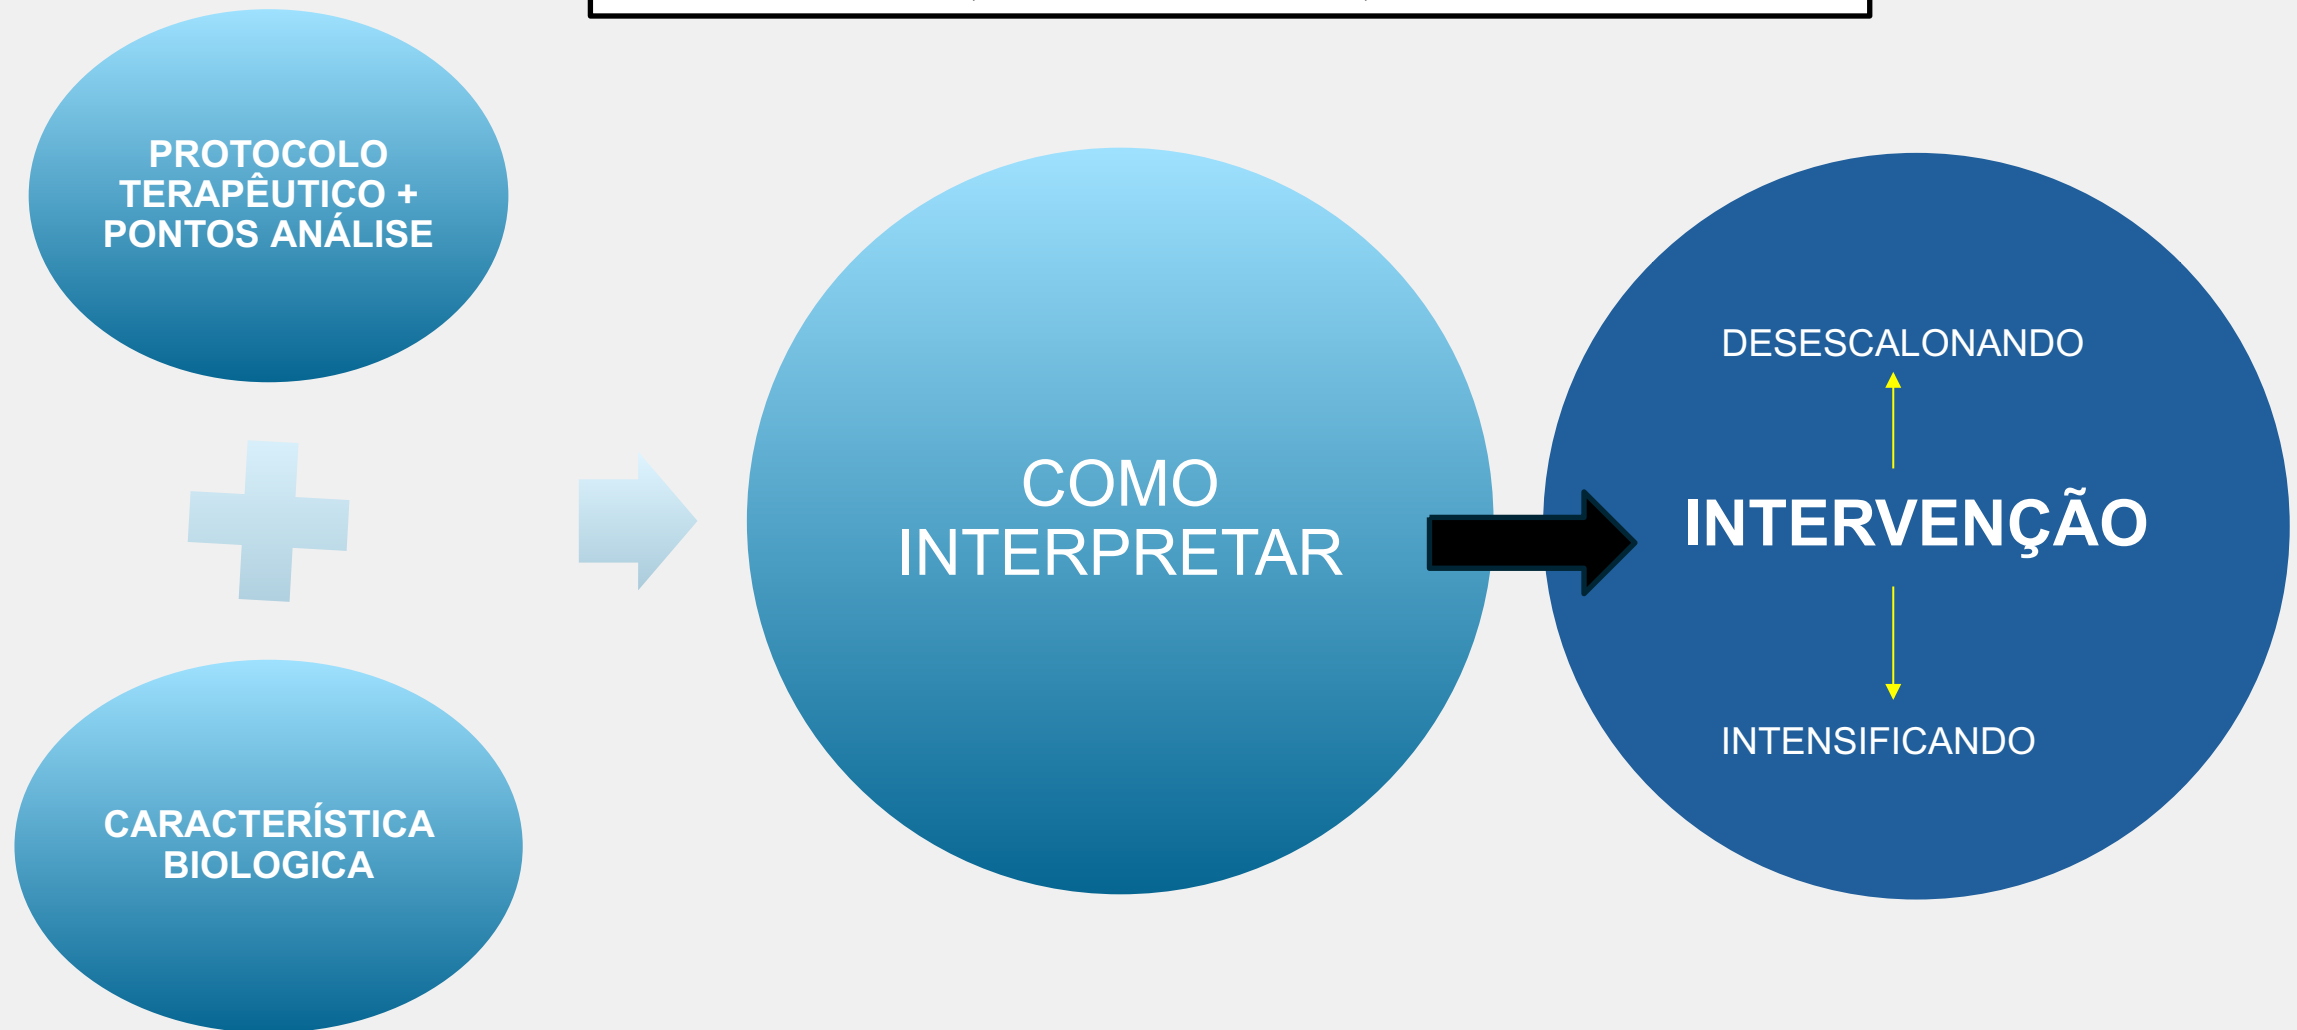 PROTOCOLO
TERAPÊUTICO +
PONTOS ANÁLISE
CARACTERÍSTICA
BIOLOGICA
COMO
INTERPRETAR
DESESCALONANDO
INTERVENÇÃO
INTENSIFICANDO